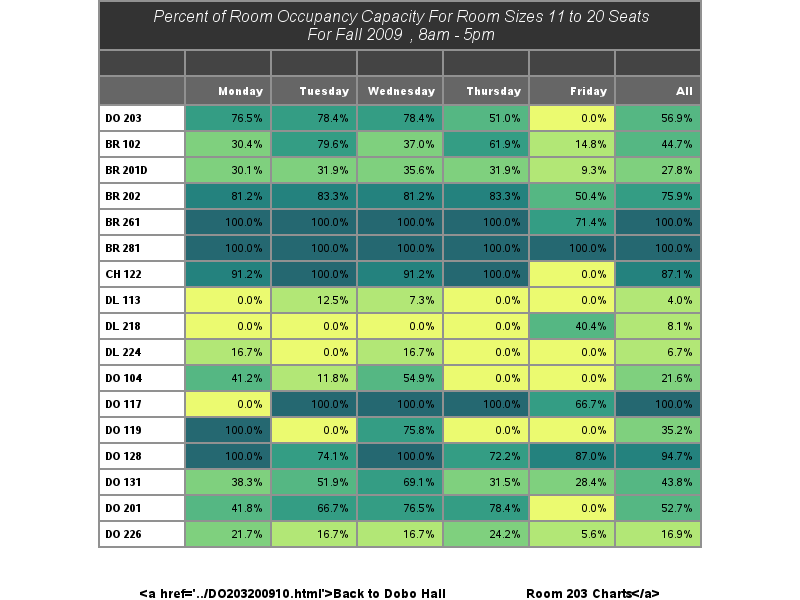 Percent of Room Occupancy Capacity For Room Sizes 11 to 20 Seats
For Fall 2009 , 8am - 5pm
Monday Tuesday Wednesday Thursday Friday All
DO 203 76.5% 78.4% 78.4% 51.0% 0.0% 56.9%
BR 102 30.4% 79.6% 37.0% 61.9% 14.8% 44.7%
BR 201D 30.1% 31.9% 35.6% 31.9% 9.3% 27.8%
BR 202 81.2% 83.3% 81.2% 83.3% 50.4% 75.9%
BR 261 100.0% 100.0% 100.0% 100.0% 71.4% 100.0%
BR 281 100.0% 100.0% 100.0% 100.0% 100.0% 100.0%
CH 122 91.2% 100.0% 91.2% 100.0% 0.0% 87.1%
DL 113 0.0% 12.5% 7.3% 0.0% 0.0% 4.0%
DL 218 0.0% 0.0% 0.0% 0.0% 40.4% 8.1%
DL 224 16.7% 0.0% 16.7% 0.0% 0.0% 6.7%
DO 104 41.2% 11.8% 54.9% 0.0% 0.0% 21.6%
DO 117 0.0% 100.0% 100.0% 100.0% 66.7% 100.0%
DO 119 100.0% 0.0% 75.8% 0.0% 0.0% 35.2%
DO 128 100.0% 74.1% 100.0% 72.2% 87.0% 94.7%
DO 131 38.3% 51.9% 69.1% 31.5% 28.4% 43.8%
DO 201 41.8% 66.7% 76.5% 78.4% 0.0% 52.7%
DO 226 21.7% 16.7% 16.7% 24.2% 5.6% 16.9%
<a href='../DO203200910.html'>Back to Dobo Hall Room 203 Charts</a>